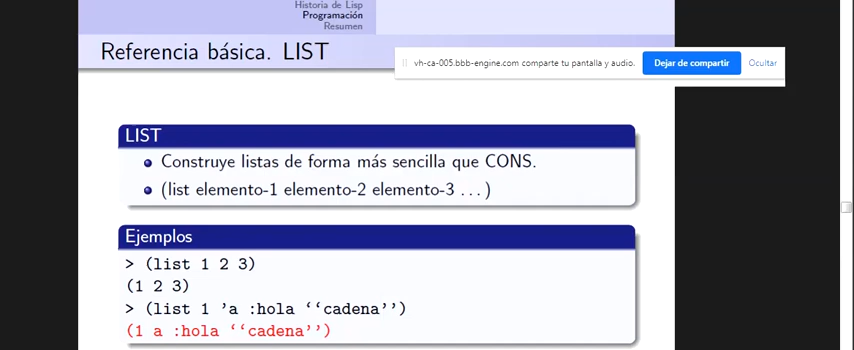 Historia de Lisp
Programación
Resumen
Referencia básica. LIST
vh-ca-005.bbb-engine.com comparte tu pantalla y audio.
Dejar de compartir
Ocultar
LIST
Construye listas de forma más sencilla que CONS.
(list elemento-1 elemento-2 elemento-3 ...)
Ejemplos
> (list 1 2 3)
(1 2 3)
> (list 1 ’a :hola ‘‘cadena’’)
(1 a :hola ‘‘cadena’’)